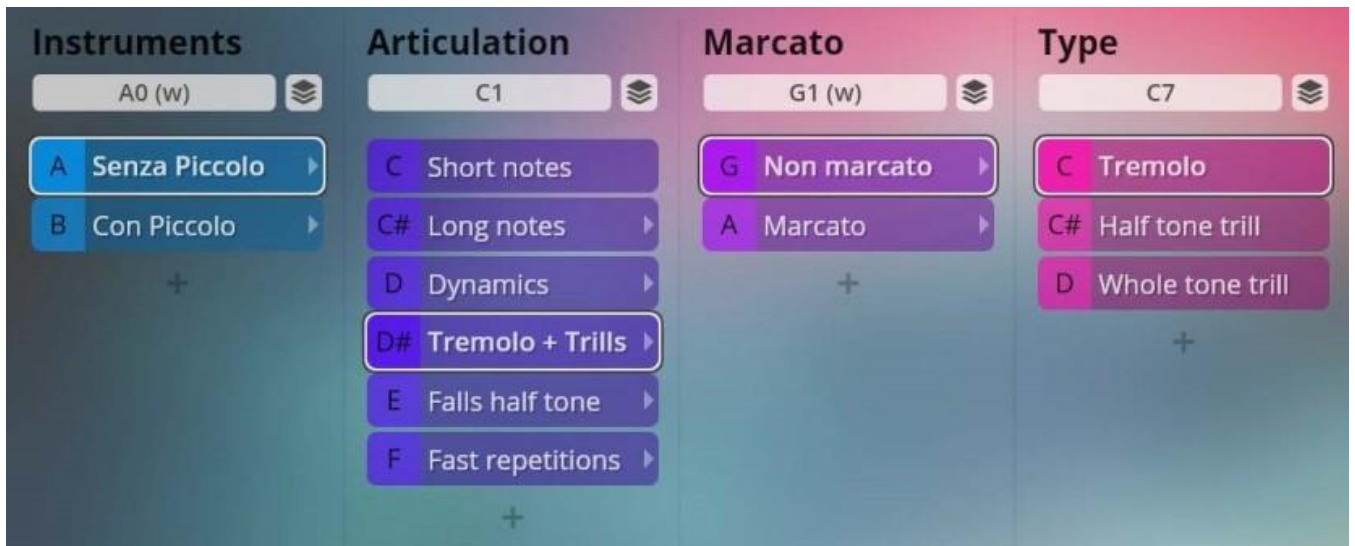 Instruments
A0 (w)
A Senza Piccolo
B Con Piccolo
+
Articulation
C1
C Short notes
C# Long notes
D Dynamics
D# Tremolo + Trills
E Falls half tone
F Fast repetitions
+
Marcato
G1 (w)
G Non marcato
A Marcato
+
Type
C7
C Tremolo
C# Half tone trill
D Whole tone trill
+